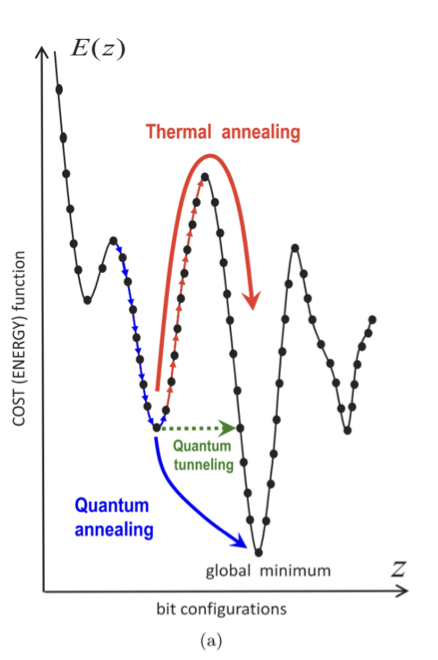 E(z)
Thermal annealing
COST (ENERGY) function
Quantum
tunneling
Quantum
annealing
global minimum
z
bit configurations
(a)